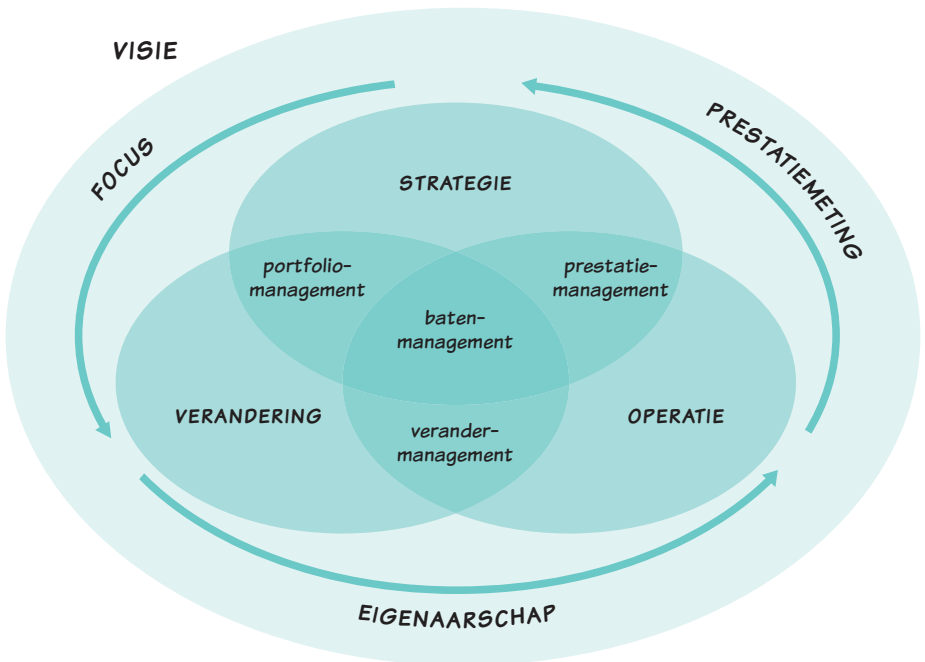 VISIE
FOCUS
PRESTATIEMETING
STRATEGIE
portfolio-
management
prestatie-
management
baten-
management
VERANDERING
OPERATIE
verander-
management
EIGENAARSCHAP